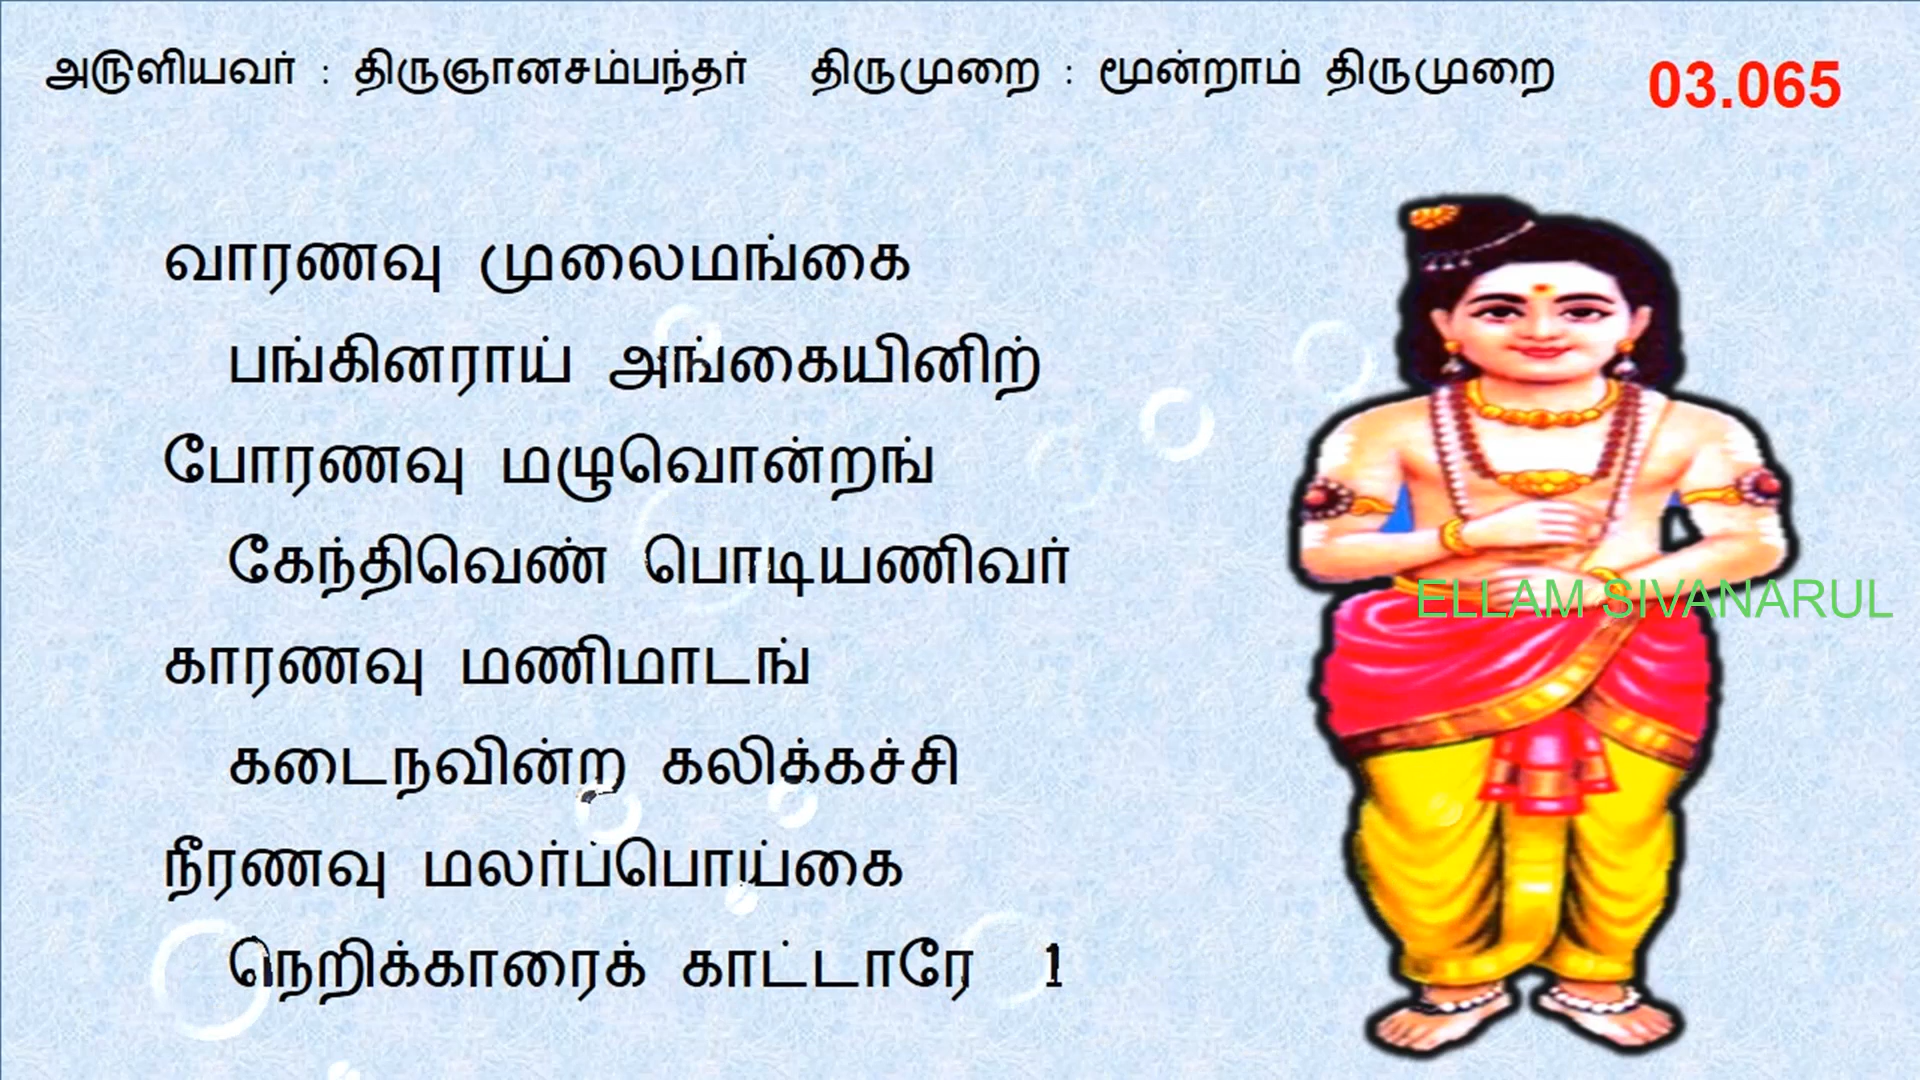 அருளியவர் : திருஞானசம்பந்தர் திருமுறை : மூன்றாம் திருமுறை 03.065
வாரணவு முலைமங்கை
பங்கினராய் அங்கையினிற்
போரணவு மழுவொன்றங்
கேந்திவெண் பொடியணிவர்
காரணவு மணிமாடங்
கடைநவின்ற கலிக்கச்சி
நீரணவு மலர்ப்பொய்கை
நெறிக்காரைக் காட்டாரே 1
ELLAM SIVANARUL